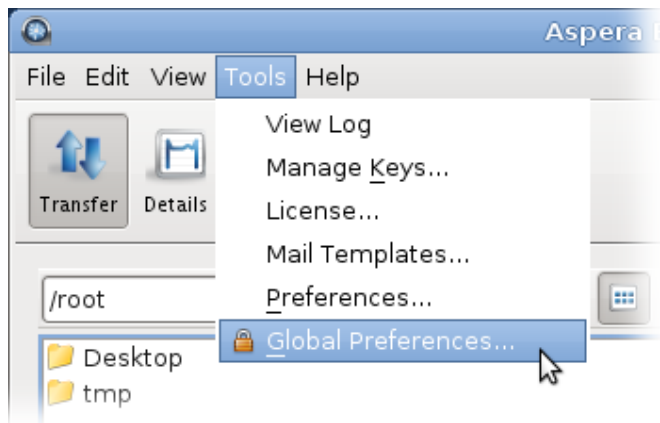 Aspera
File Edit View Tools Help
View Log
Manage Keys...
Transfer Details
License...
Mail Templates...
/root
Preferences...
Global Preferences...
Desktop
tmp